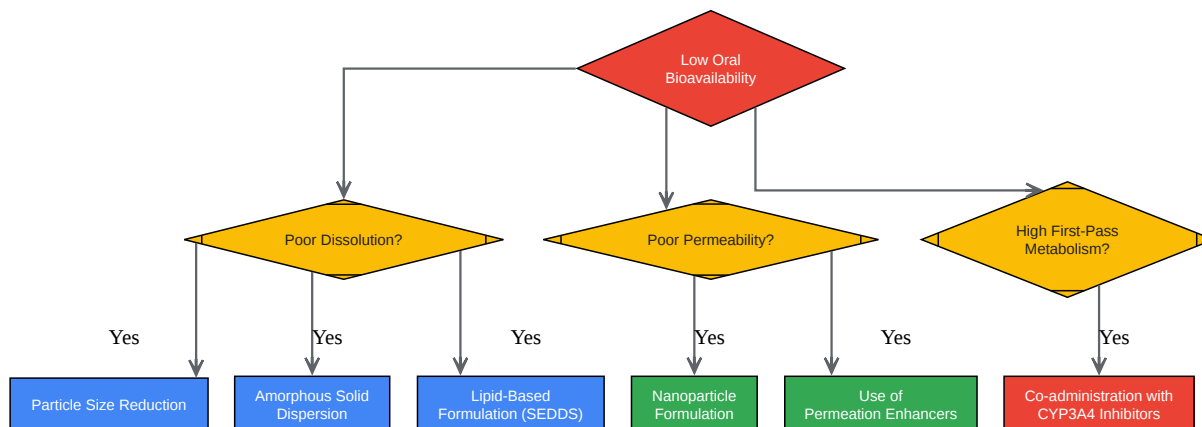 Low Oral
Bioavailability
Poor Dissolution?
Poor Permeability?
High First-Pass
Metabolism?
Yes
Yes
Yes
Yes
Yes
Yes
Particle Size Reduction
Amorphous Solid
Dispersion
Lipid-Based
Formulation (SEDDS)
Nanoparticle
Formulation
Use of
Permeation Enhancers
Co-administration with
CYP3A4 Inhibitors